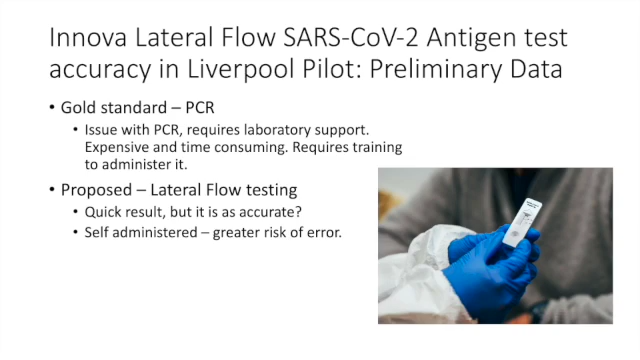 Innova Lateral Flow SARS-CoV-2 Antigen test
accuracy in Liverpool Pilot: Preliminary Data
• Gold standard – PCR
• Issue with PCR, requires laboratory support.
Expensive and time consuming. Requires training
to administer it.
• Proposed – Lateral Flow testing
• Quick result, but it is as accurate?
• Self administered – greater risk of error.